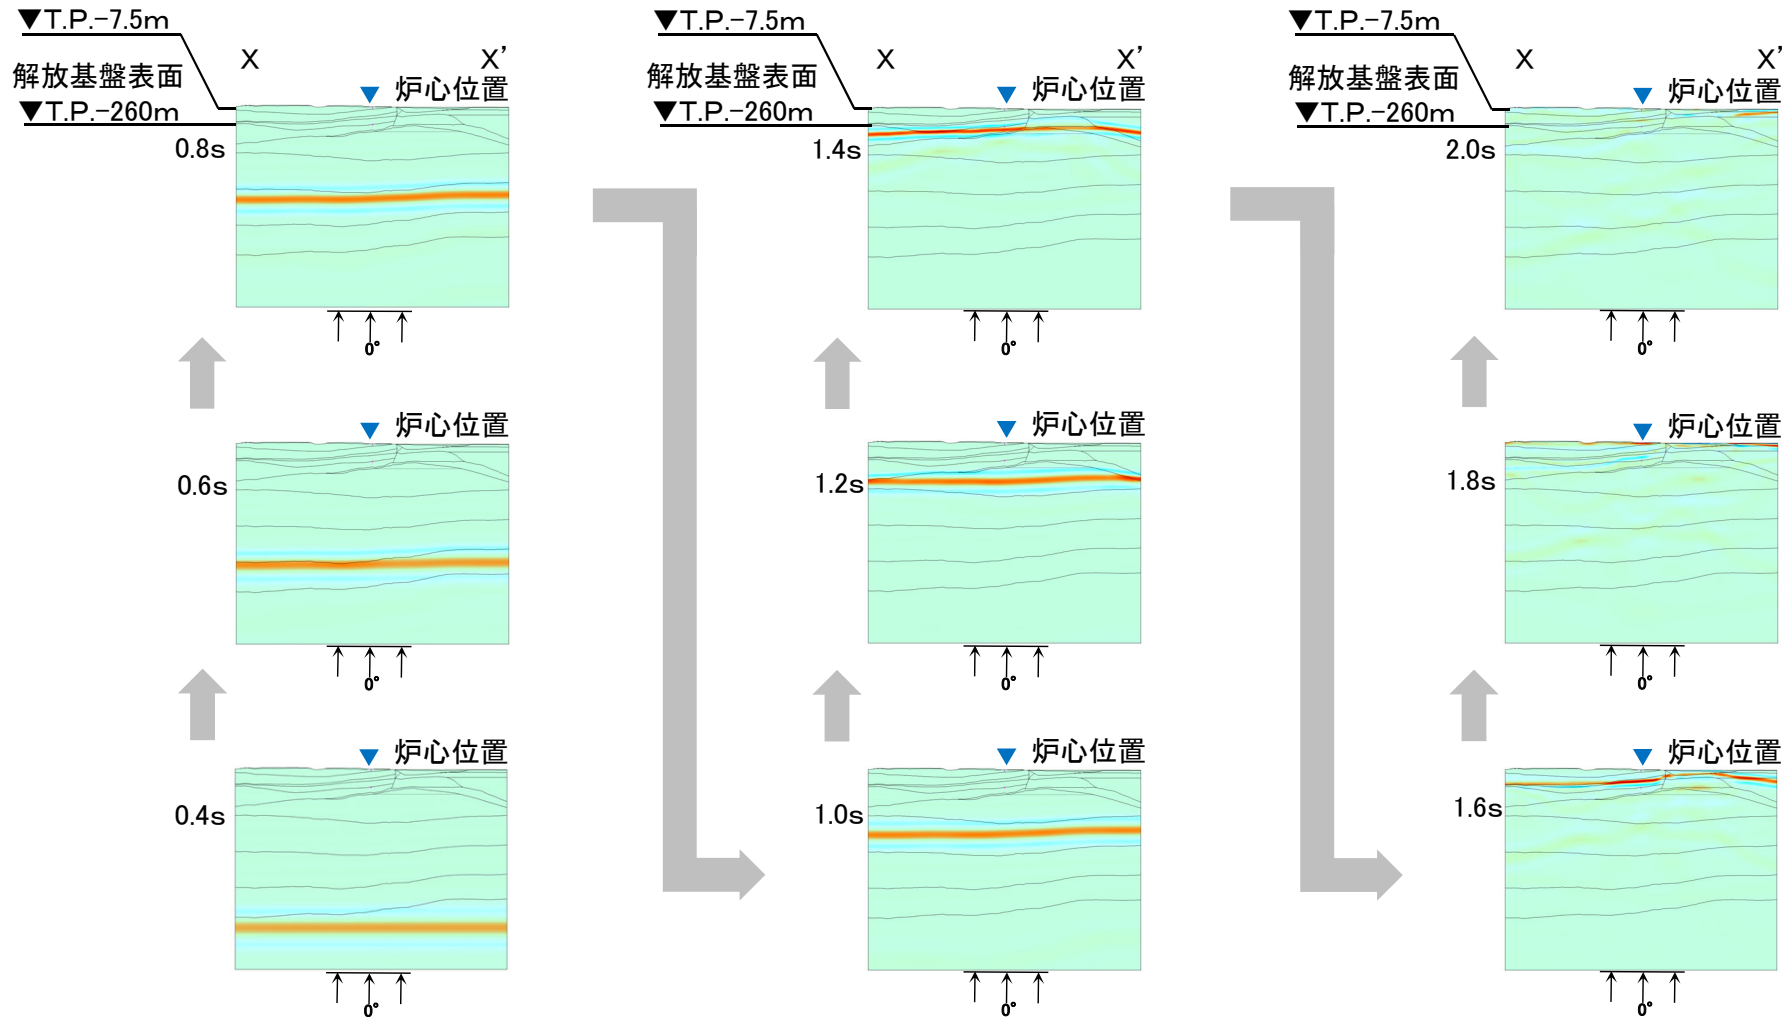 ▼T.P.-7.5m
X X’
解放基盤表面
▼ 炉心位置
▼T.P.-260m
0.8s
0°
▼ 炉心位置
0.6s
0°
▼ 炉心位置
0.4s
0°
▼T.P.-7.5m
X X’
解放基盤表面
▼ 炉心位置
▼T.P.-260m
1.4s
0°
▼ 炉心位置
1.2s
0°
▼ 炉心位置
1.0s
0°
▼T.P.-7.5m
X X’
解放基盤表面
▼ 炉心位置
▼T.P.-260m
2.0s
0°
▼ 炉心位置
1.8s
0°
▼ 炉心位置
1.6s
0°